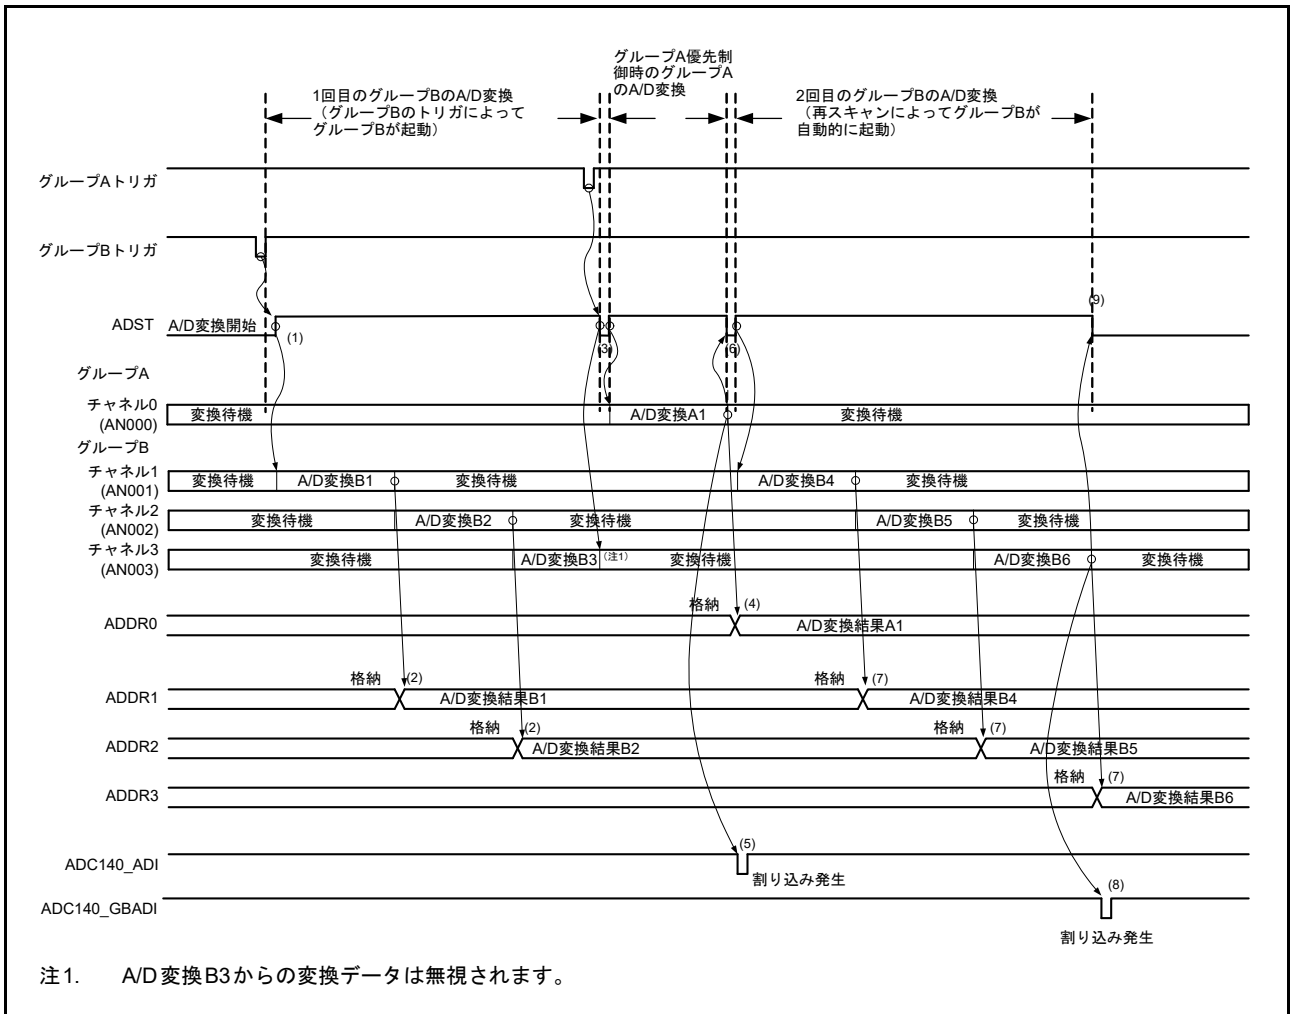 グループA優先制
御時のグループA
のA/D変換
1回目のグループBのA/D変換
（グループBのトリガによって
グループBが起動）
2回目のグループBのA/D変換
（再スキャンによってグループBが
自動的に起動）
グループAトリガ
グループBトリガ
ADST A/D変換開始 (1) (3) (6) (9)
グループA
チャネル0
(AN000)
変換待機 A/D変換A1 変換待機
グループB
チャネル1
(AN001)
変換待機 A/D変換B1 変換待機 A/D変換B4 変換待機
チャネル2
(AN002)
変換待機 A/D変換B2 変換待機 A/D変換B5 変換待機
チャネル3
(AN003)
変換待機 A/D変換B3 (注1) 変換待機 A/D変換B6 変換待機
格納 (4)
ADDR0 A/D変換結果A1
格納 (2) 格納 (7)
ADDR1 A/D変換結果B1 A/D変換結果B4
格納 (2) 格納 (7)
ADDR2 A/D変換結果B2 A/D変換結果B5
格納 (7)
ADDR3 A/D変換結果B6
ADC140_ADI (5)
割り込み発生
ADC140_GBADI (8)
割り込み発生
注1. A/D変換B3からの変換データは無視されます。